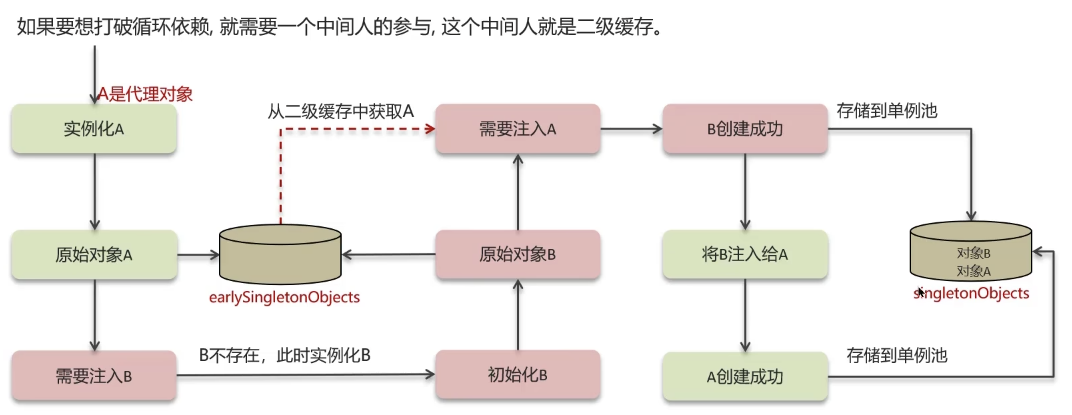 如果要想打破循环依赖, 就需要一个中间人的参与, 这个中间人就是二级缓存。
A是代理对象
从二级缓存中获取A
存储到单例池
实例化A
需要注入A
B创建成功
原始对象A
原始对象B
将B注入给A
对象B
对象A
earlySingletonObjects
singletonObjects
B不存在，此时实例化B
存储到单例池
需要注入B
初始化B
A创建成功